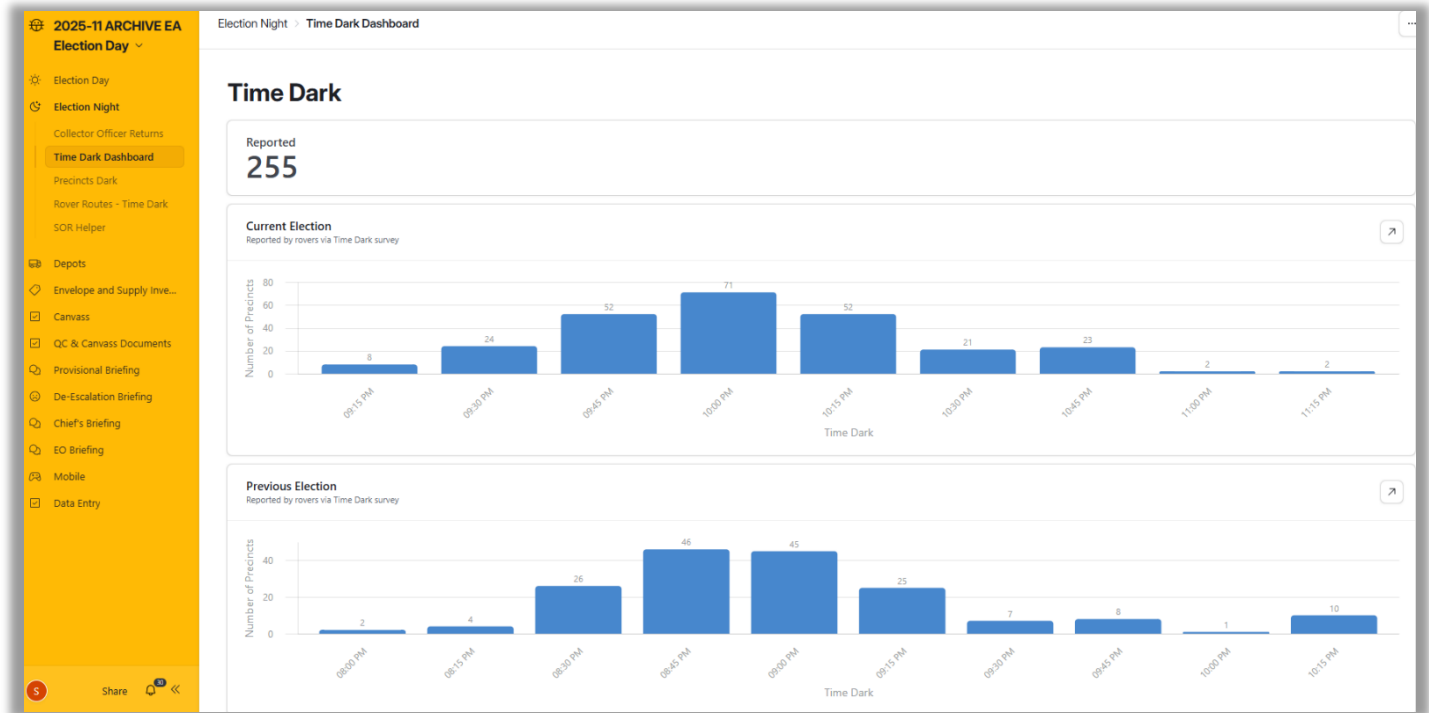 2025-11 ARCHIVE EA
Election Day
Election Day
Election Night
Collector Officer Returns
Time Dark Dashboard
Precincts Dark
Rover Routes - Time Dark
SOR Helper
Depots
Envelope and Supply Inve...
Canvass
QC & Canvass Documents
Provisional Briefing
De-Escalation Briefing
Chief's Briefing
EO Briefing
Mobile
Data Entry
S
Share
30
Election Night > Time Dark Dashboard
...
Time Dark
Reported
255
Current Election
Reported by rovers via Time Dark survey
Number of Precincts
80
60
40
20
0
8
24
52
71
52
21
23
2
2
09:15 PM
09:30 PM
09:45 PM
10:00 PM
10:15 PM
10:30 PM
10:45 PM
11:00 PM
11:15 PM
Time Dark
Previous Election
Reported by rovers via Time Dark survey
Number of Precincts
40
20
0
2
4
26
46
45
25
7
8
1
10
08:00 PM
08:15 PM
08:30 PM
08:45 PM
09:00 PM
09:15 PM
09:30 PM
09:45 PM
10:00 PM
10:15 PM
Time Dark